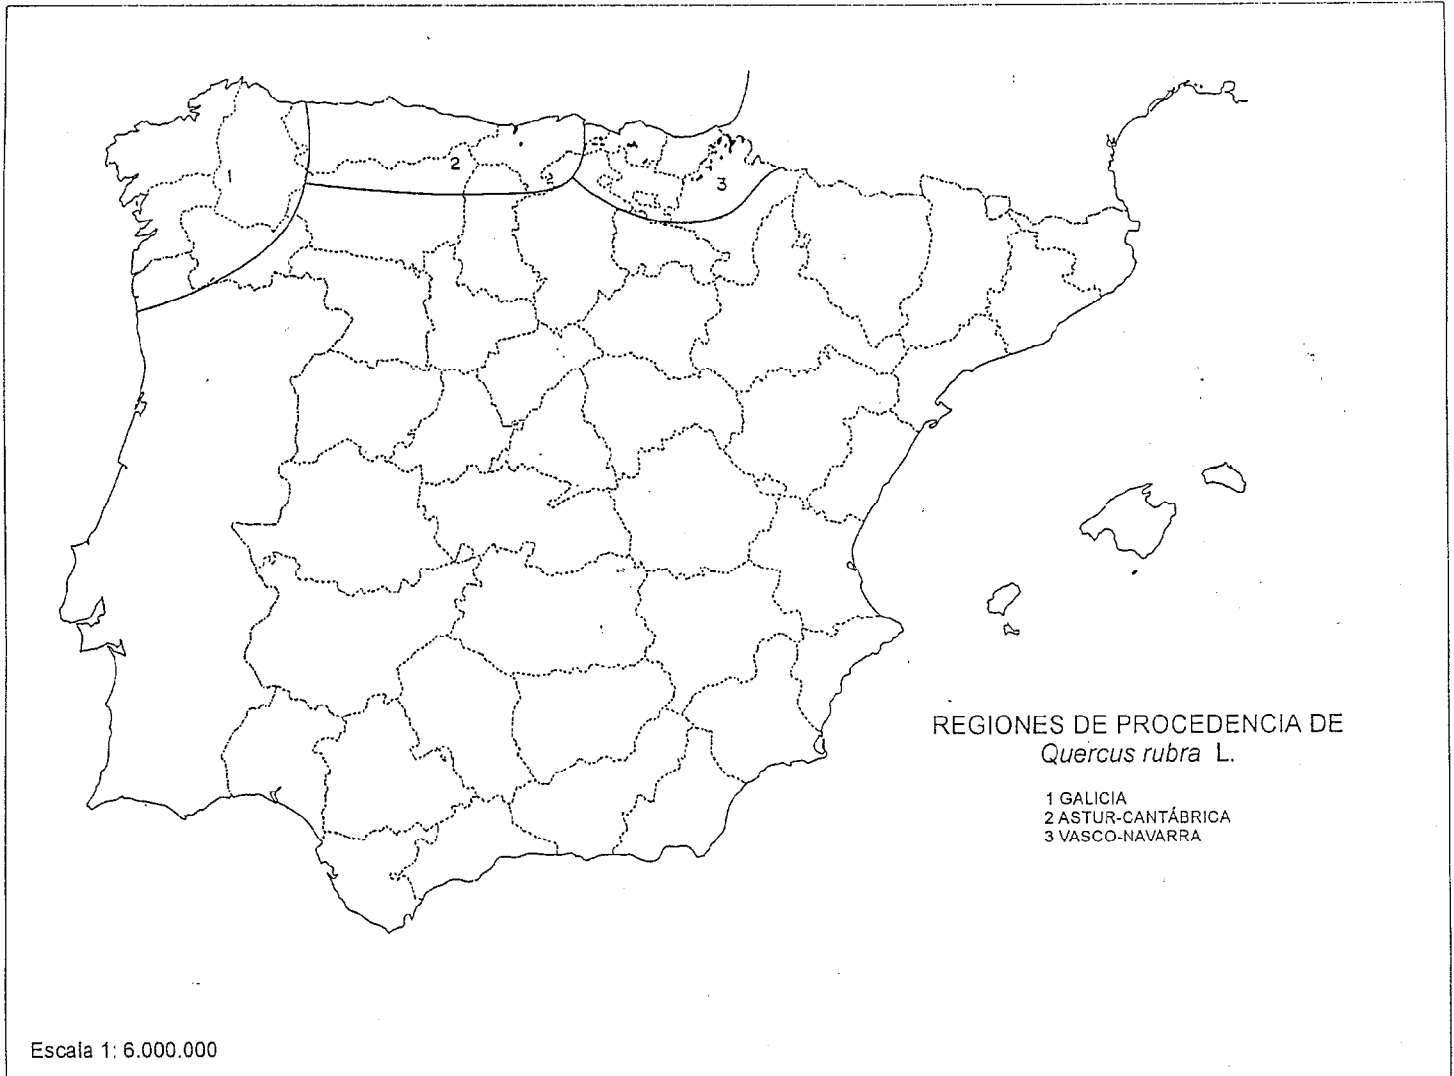 1
2
3
REGIONES DE PROCEDENCIA DE
Quercus rubra L.
1 GALICIA
2 ASTUR-CANTÁBRICA
3 VASCO-NAVARRA
Escala 1: 6.000.000